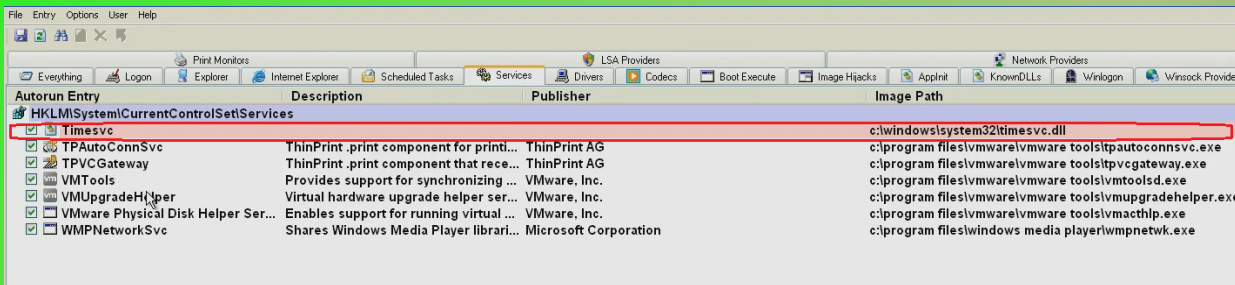 File Entry Options User Help
Print Monitors LSA Providers Network Providers
Everything Logon Explorer Internet Explorer Scheduled Tasks Services Drivers Codecs Boot Execute Image Hijacks AppInit KnownDLLs Winlogon Winsock Provide
Autorun Entry Description Publisher Image Path
HKLM\System\CurrentControlSet\Services
Timesvc c:\windows\system32\timesvc.dll
TPAutoConnSvc ThinPrint .print component for printi... ThinPrint AG c:\program files\vmware\vmware tools\tpautoconnsvc.exe
TPVCGateway ThinPrint .print component that rece... ThinPrint AG c:\program files\vmware\vmware tools\tpvcgateway.exe
VMTools Provides support for synchronizing ... VMware, Inc. c:\program files\vmware\vmware tools\vmtoolsd.exe
VMUpgradeHelper Virtual hardware upgrade helper ser... VMware, Inc. c:\program files\vmware\vmware tools\vmupgradehelper.exe
VMware Physical Disk Helper Ser... Enables support for running virtual ... VMware, Inc. c:\program files\vmware\vmware tools\vmacthlp.exe
WMPNetworkSvc Shares Windows Media Player librari... Microsoft Corporation c:\program files\windows media player\wmpnetwk.exe